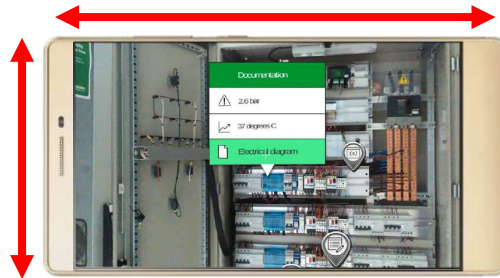 Documentation
2.6 bar
37 degrees C
Electrical diagram